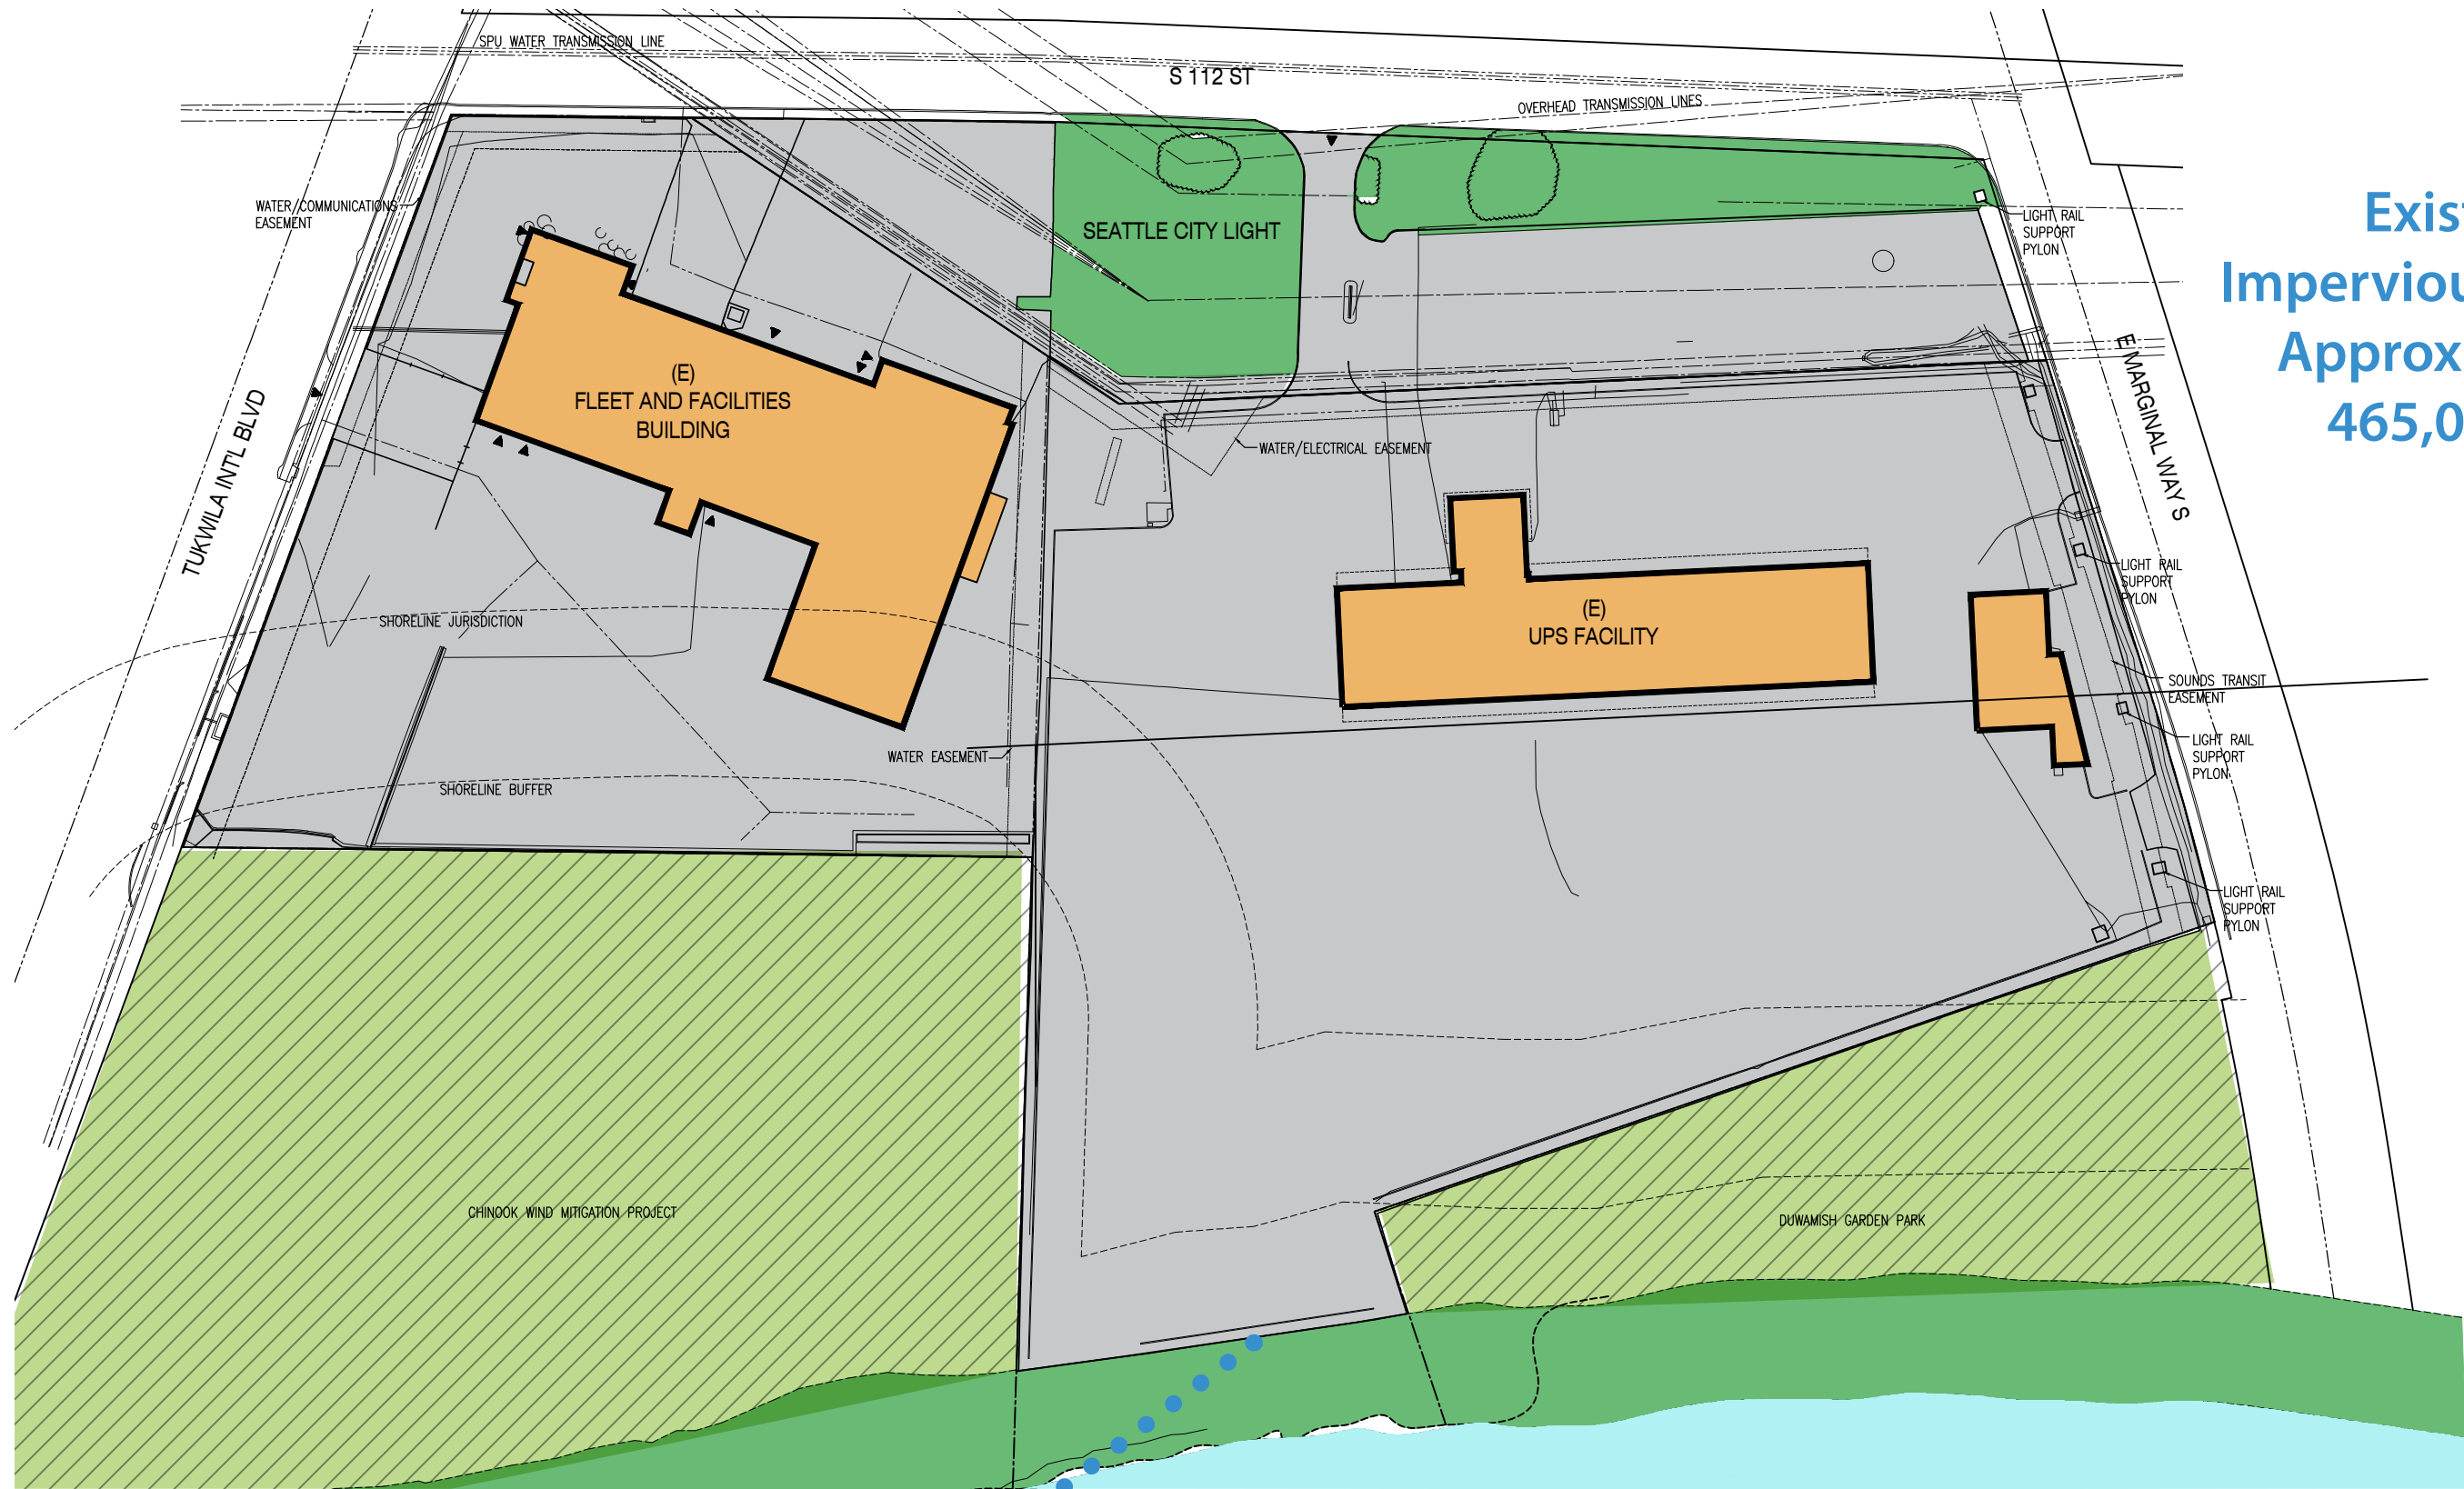 SPU WATER TRANSMISSION LINE
S 112 ST
OVERHEAD TRANSMISSION LINES
WATER/COMMUNICATIONS
EASEMENT
SEATTLE CITY LIGHT
LIGHT RAIL
SUPPORT
PYLON
Exist
Imperviou
Approx
465,0
TUKWILA INTL BLVD
(E)
FLEET AND FACILITIES
BUILDING
E MARGINAL WAY S
WATER/ELECTRICAL EASEMENT
LIGHT RAIL
SUPPORT
PYLON
(E)
UPS FACILITY
SHORELINE JURISDICTION
SOUNDS TRANSIT
EASEMENT
WATER EASEMENT
LIGHT RAIL
SUPPORT
PYLON
SHORELINE BUFFER
LIGHT RAIL
SUPPORT
PYLON
CHINOOK WIND MITIGATION PROJECT
DUWAMISH GARDEN PARK